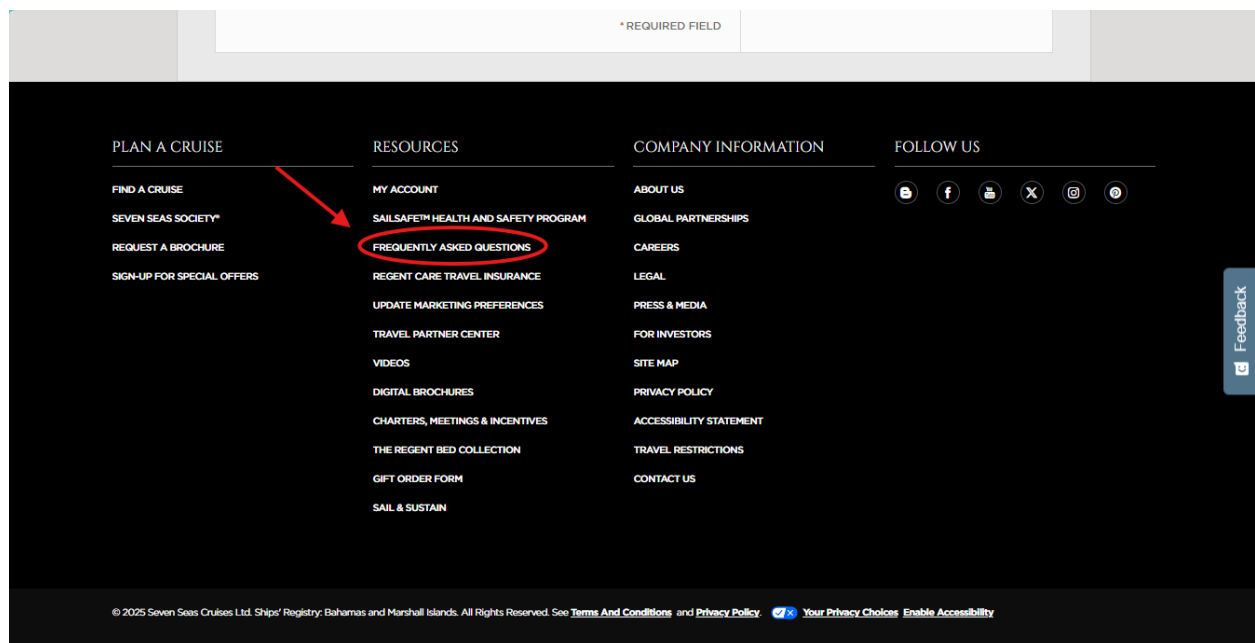 *REQUIRED FIELD
PLAN A CRUISE
FIND A CRUISE
SEVEN SEAS SOCIETY®
REQUEST A BROCHURE
SIGN-UP FOR SPECIAL OFFERS
RESOURCES
MY ACCOUNT
SAILSAFE™ HEALTH AND SAFETY PROGRAM
FREQUENTLY ASKED QUESTIONS
REGENT CARE TRAVEL INSURANCE
UPDATE MARKETING PREFERENCES
TRAVEL PARTNER CENTER
VIDEOS
DIGITAL BROCHURES
CHARTERS, MEETINGS & INCENTIVES
THE REGENT BED COLLECTION
GIFT ORDER FORM
SAIL & SUSTAIN
COMPANY INFORMATION
ABOUT US
GLOBAL PARTNERSHIPS
CAREERS
LEGAL
PRESS & MEDIA
FOR INVESTORS
SITE MAP
PRIVACY POLICY
ACCESSIBILITY STATEMENT
TRAVEL RESTRICTIONS
CONTACT US
FOLLOW US
Feedback
© 2025 Seven Seas Cruises Ltd. Ships' Registry: Bahamas and Marshall Islands. All Rights Reserved. See Terms And Conditions and Privacy Policy. Your Privacy Choices Enable Accessibility